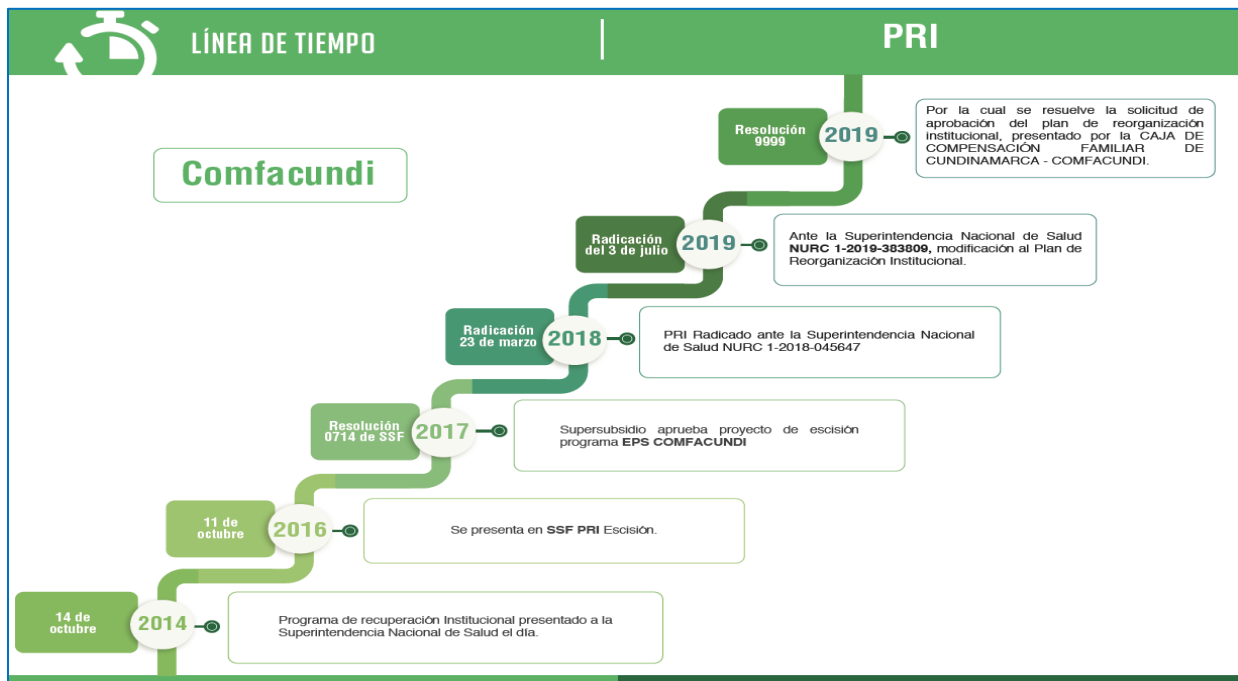 LÍNEA DE TIEMPO
PRI
Comfacundi
Resolución
9999
2019
Por la cual se resuelve la solicitud de
aprobación del plan de reorganización
institucional, presentado por la CAJA DE
COMPENSACIÓN FAMILIAR DE
CUNDINAMARCA - COMFACUNDI.
Radicación
del 3 de julio
2019
Ante la Superintendencia Nacional de Salud
NURC 1-2019-383809, modificación al Plan de
Reorganización Institucional.
Radicación
23 de marzo
2018
PRI Radicado ante la Superintendencia Nacional
de Salud NURC 1-2018-045647
Resolución
0714 de SSF
2017
Supersubsidio aprueba proyecto de escisión
programa EPS COMFACUNDI
11 de
octubre
2016
Se presenta en SSF PRI Escisión.
14 de
octubre
2014
Programa de recuperación Institucional presentado a la
Superintendencia Nacional de Salud el día.